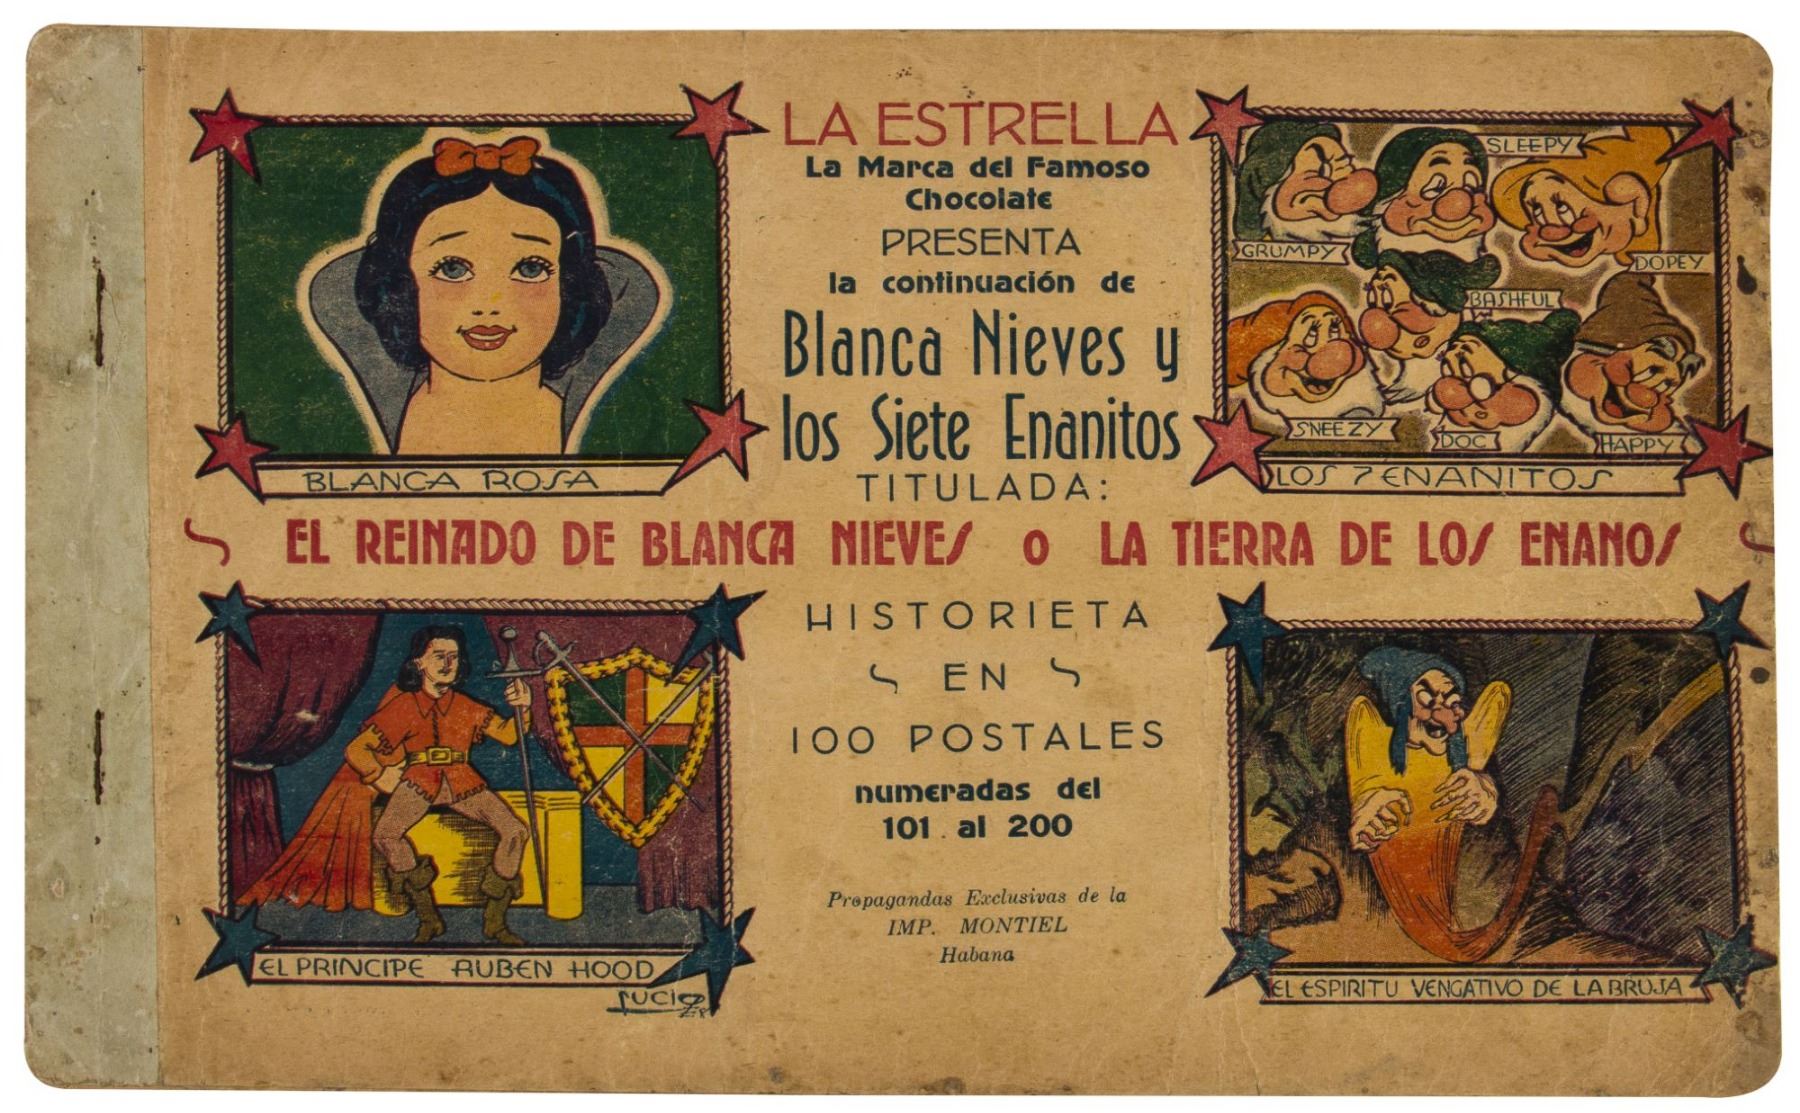 LA ESTRELLA
La Marca del Famoso
Chocolate
PRESENTA
la continuación de
Blanca Nieves y
los Siete Enanitos
TITULADA:
BLANCA ROSA
SLEEPY
GRUMPY
DOPEY
BASHFUL
SNEEZY
DOC
HAPPY
LOS 7 ENANITOS
EL REINADO DE BLANCA NIEVES o LA TIERRA DE LOS ENANOS
HISTORIETA
EN
100 POSTALES
numeradas del
101 al 200
Propagandas Exclusivas de la
IMP. MONTIEL
Habana
EL PRINCIPE RUBEN HOOD
EL ESPIRITU VENGATIVO DE LA BRUJA